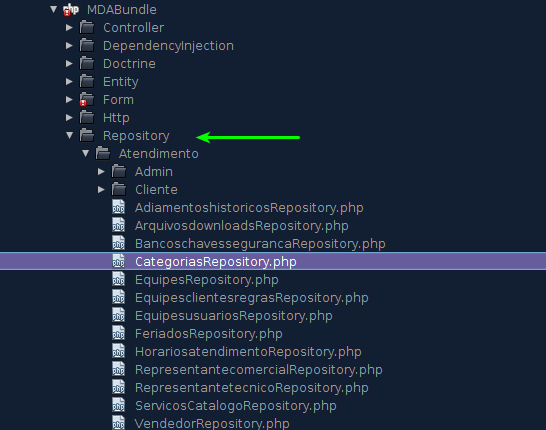 MDABundle
Controller
DependencyInjection
Doctrine
Entity
Form
Http
Repository
Atendimento
Admin
Cliente
AdiamentoshistoricosRepository.php
ArquivosdownloadsRepository.php
BancoschavessegurancaRepository.php
CategoriasRepository.php
EquipesRepository.php
EquipesclientesregrasRepository.php
EquipesusuariosRepository.php
FeriadosRepository.php
HorariosatendimentoRepository.php
RepresentantecomercialRepository.php
RepresentantetecnicoRepository.php
ServicosCatalogoRepository.php
VendedorRepository.php